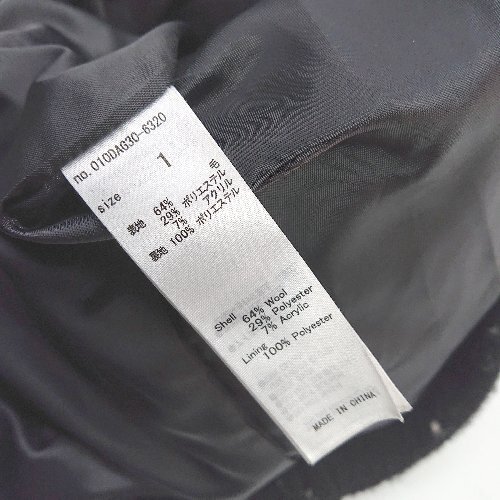 no. 010DAG30-6320
size 1
表地 64% 毛
29% ポリエステル
7% アクリル
裏地 100% ポリエステル
Shell 64% Wool
29% Polyester
7% Acrylic
Lining 100% Polyester
MADE IN CHINA